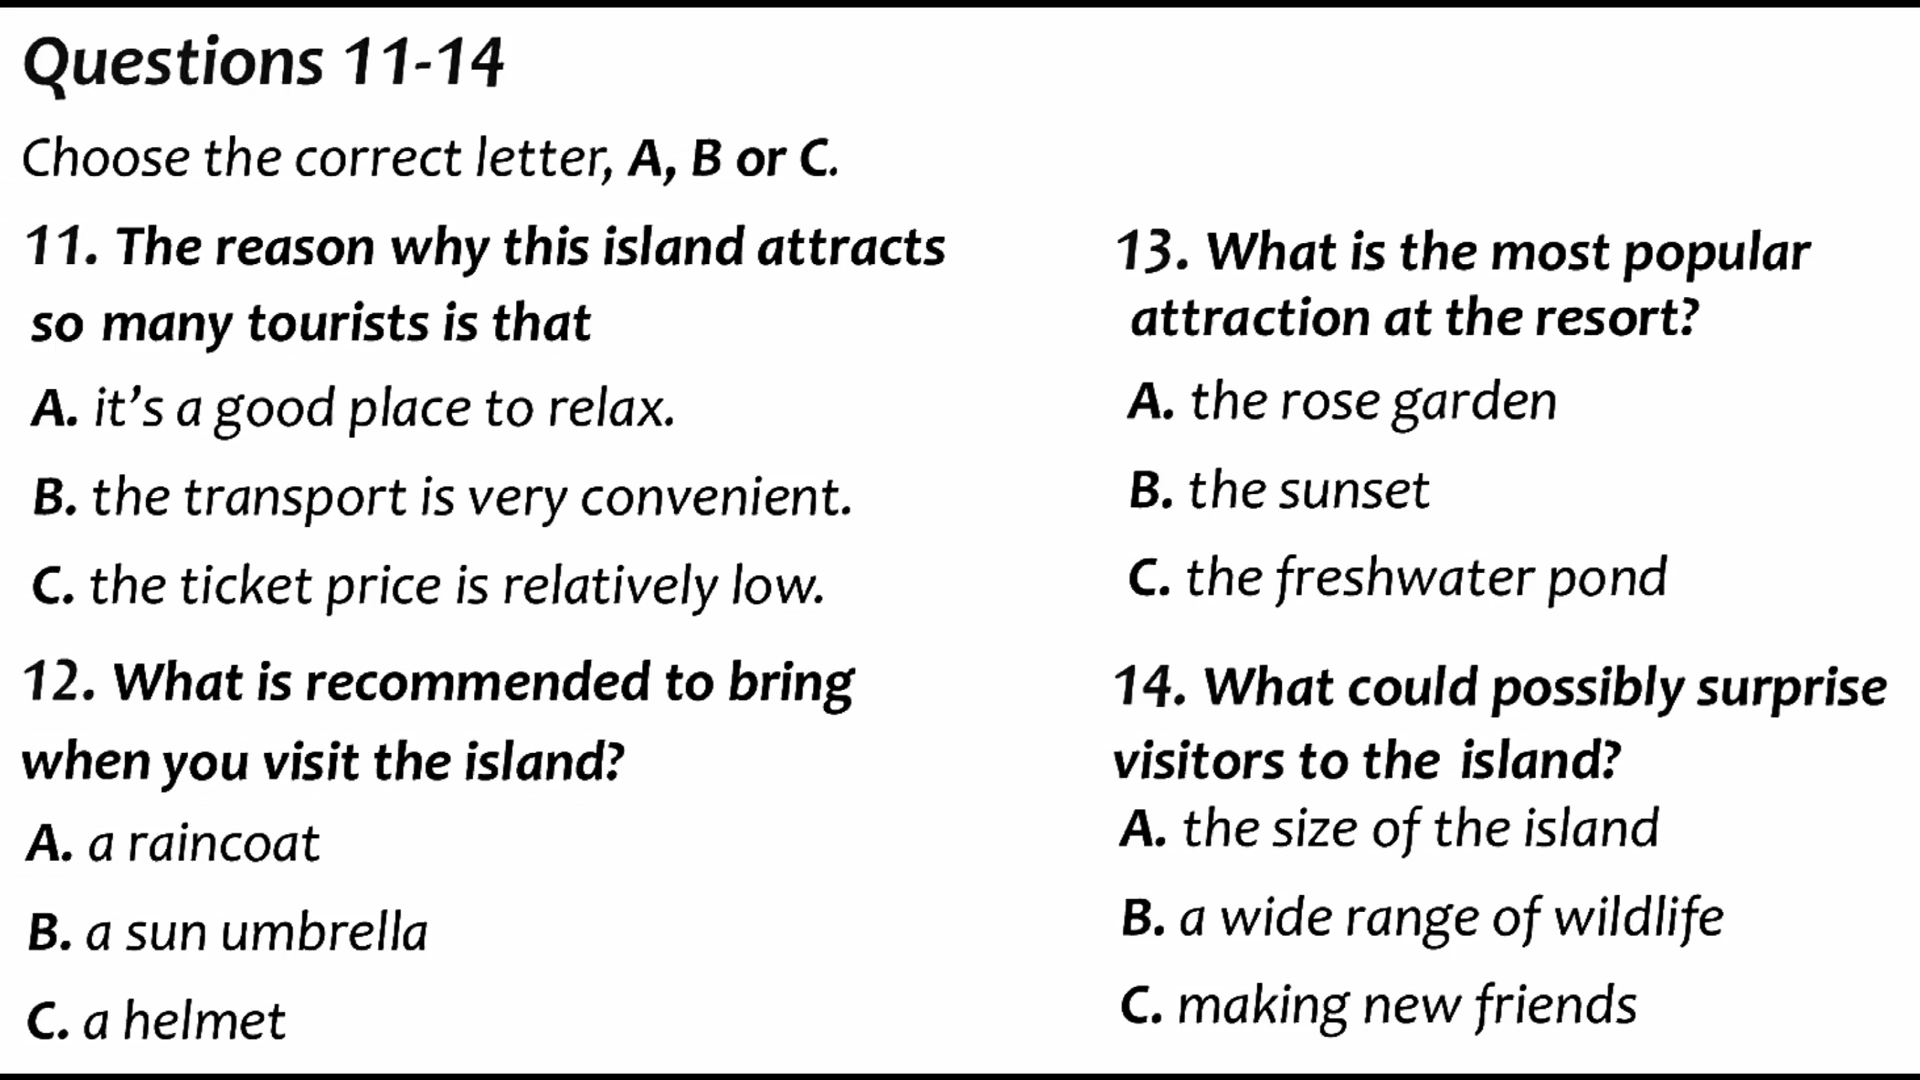 Questions 11-14
Choose the correct letter, A, B or C.
11. The reason why this island attracts
so many tourists is that
A. it's a good place to relax.
B. the transport is very convenient.
C. the ticket price is relatively low.
12. What is recommended to bring
when you visit the island?
A. a raincoat
B. a sun umbrella
C. a helmet
13. What is the most popular
attraction at the resort?
A. the rose garden
B. the sunset
C. the freshwater pond
14. What could possibly surprise
visitors to the island?
A. the size of the island
B. a wide range of wildlife
C. making new friends